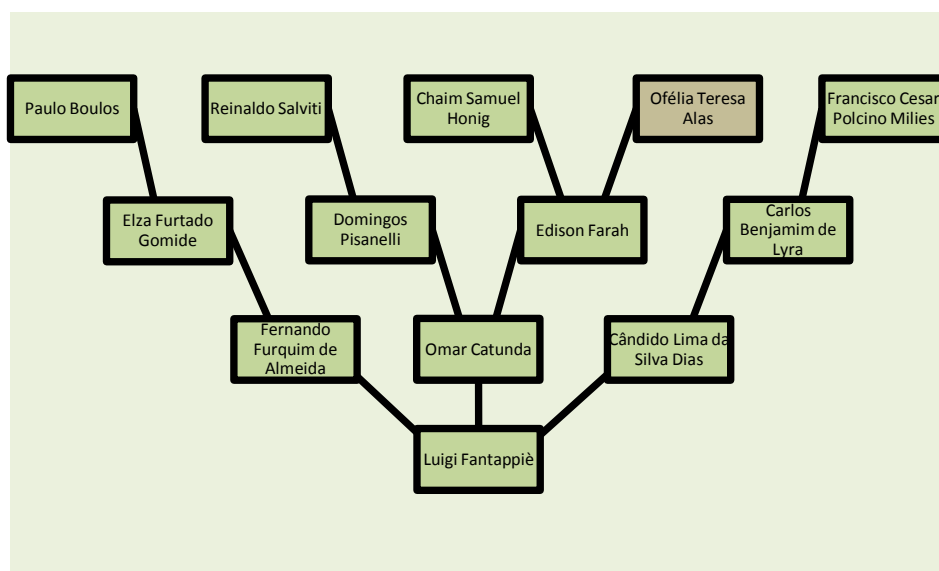 Paulo Boulos
Reinaldo Salviti
Chaim Samuel
Honig
Ofélia Teresa
Alas
Francisco Cesar
Polcino Milies
Elza Furtado
Gomide
Domingos
Pisanelli
Edison Farah
Carlos
Benjamim de
Lyra
Fernando
Furquim de
Almeida
Omar Catunda
Cândido Lima da
Silva Dias
Luigi Fantappiè